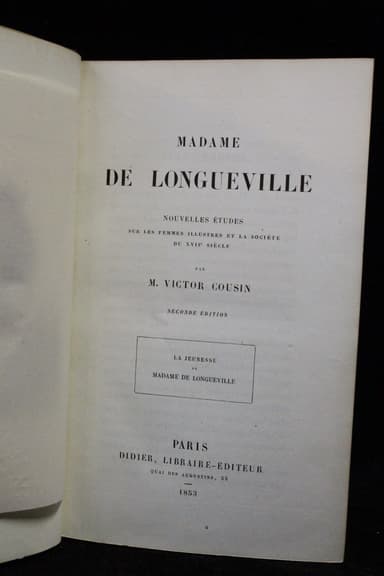 MADAME
DE LONGUEVILLE
NOUVELLES ÉTUDES
SUR LES FEMMES ILLUSTRES ET LA SOCIÉTÉ
DU XVIIe SIÈCLE
PAR
M. VICTOR COUSIN
SECONDE ÉDITION
LA JEUNESSE
DE
MADAME DE LONGUEVILLE
PARIS
DIDIER, LIBRAIRE-ÉDITEUR
QUAI DES AUGUSTINS, 35
1853